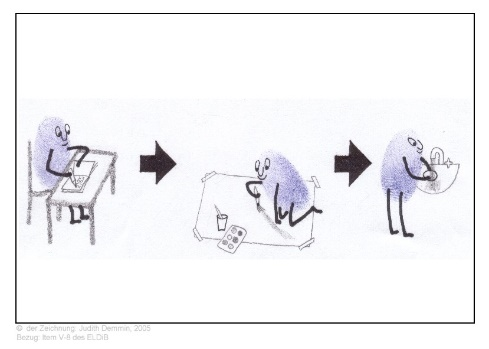 © der Zeichnung: Judith Demmin, 2005
Bezug: Item V-8 des ELDiB